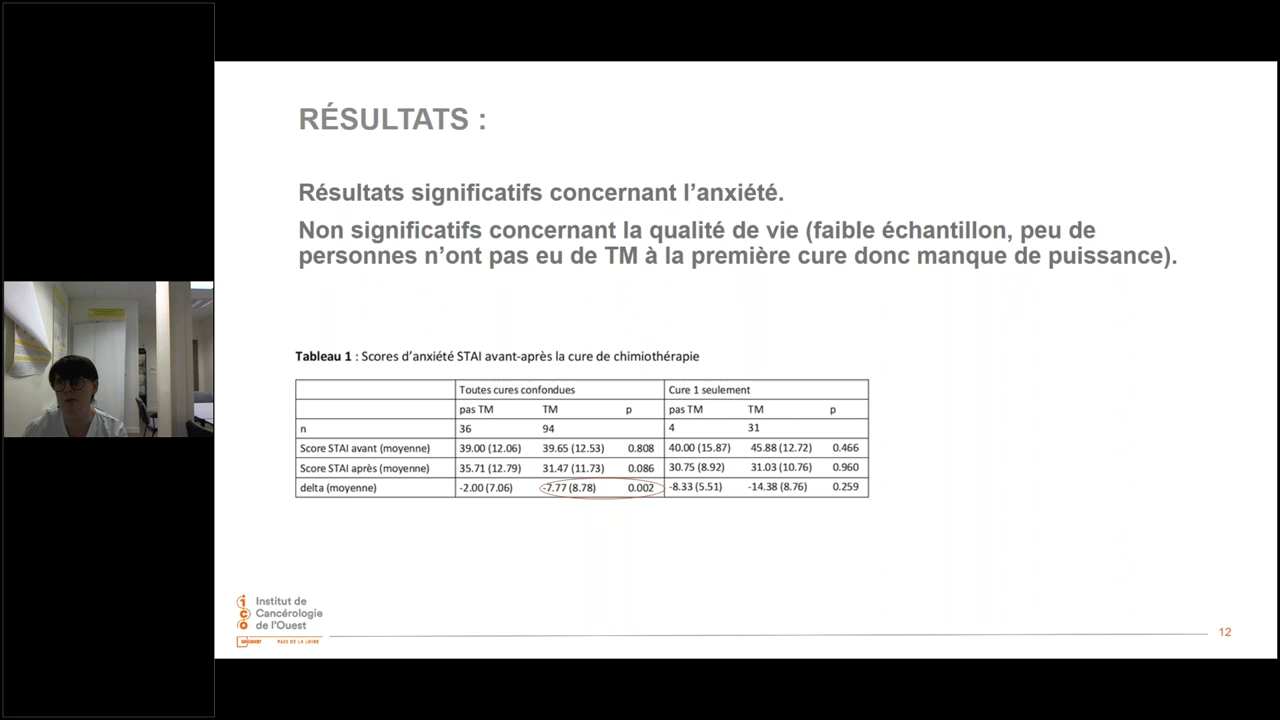 RÉSULTATS :
Résultats significatifs concernant l'anxiété.
Non significatifs concernant la qualité de vie (faible échantillon, peu de
personnes n'ont pas eu de TM à la première cure donc manque de puissance).
Tableau 1 : Scores d'anxiété STAI avant-après la cure de chimiothérapie
Toutes cures confondues Cure 1 seulement
pas TM TM p pas TM TM p
n 36 94 4 31
Score STAI avant (moyenne) 39.00 (12.06) 39.65 (12.53) 0.808 40.00 (15.87) 45.88 (12.72) 0.466
Score STAI après (moyenne) 35.71 (12.79) 31.47 (11.73) 0.086 30.75 (8.92) 31.03 (10.76) 0.960
delta (moyenne) -2.00 (7.06) -7.77 (8.78) 0.002 -8.33 (5.51) -14.38 (8.76) 0.259
ico
Institut de
Cancérologie
de l'Ouest
unicancer PAYS DE LA LOIRE
12